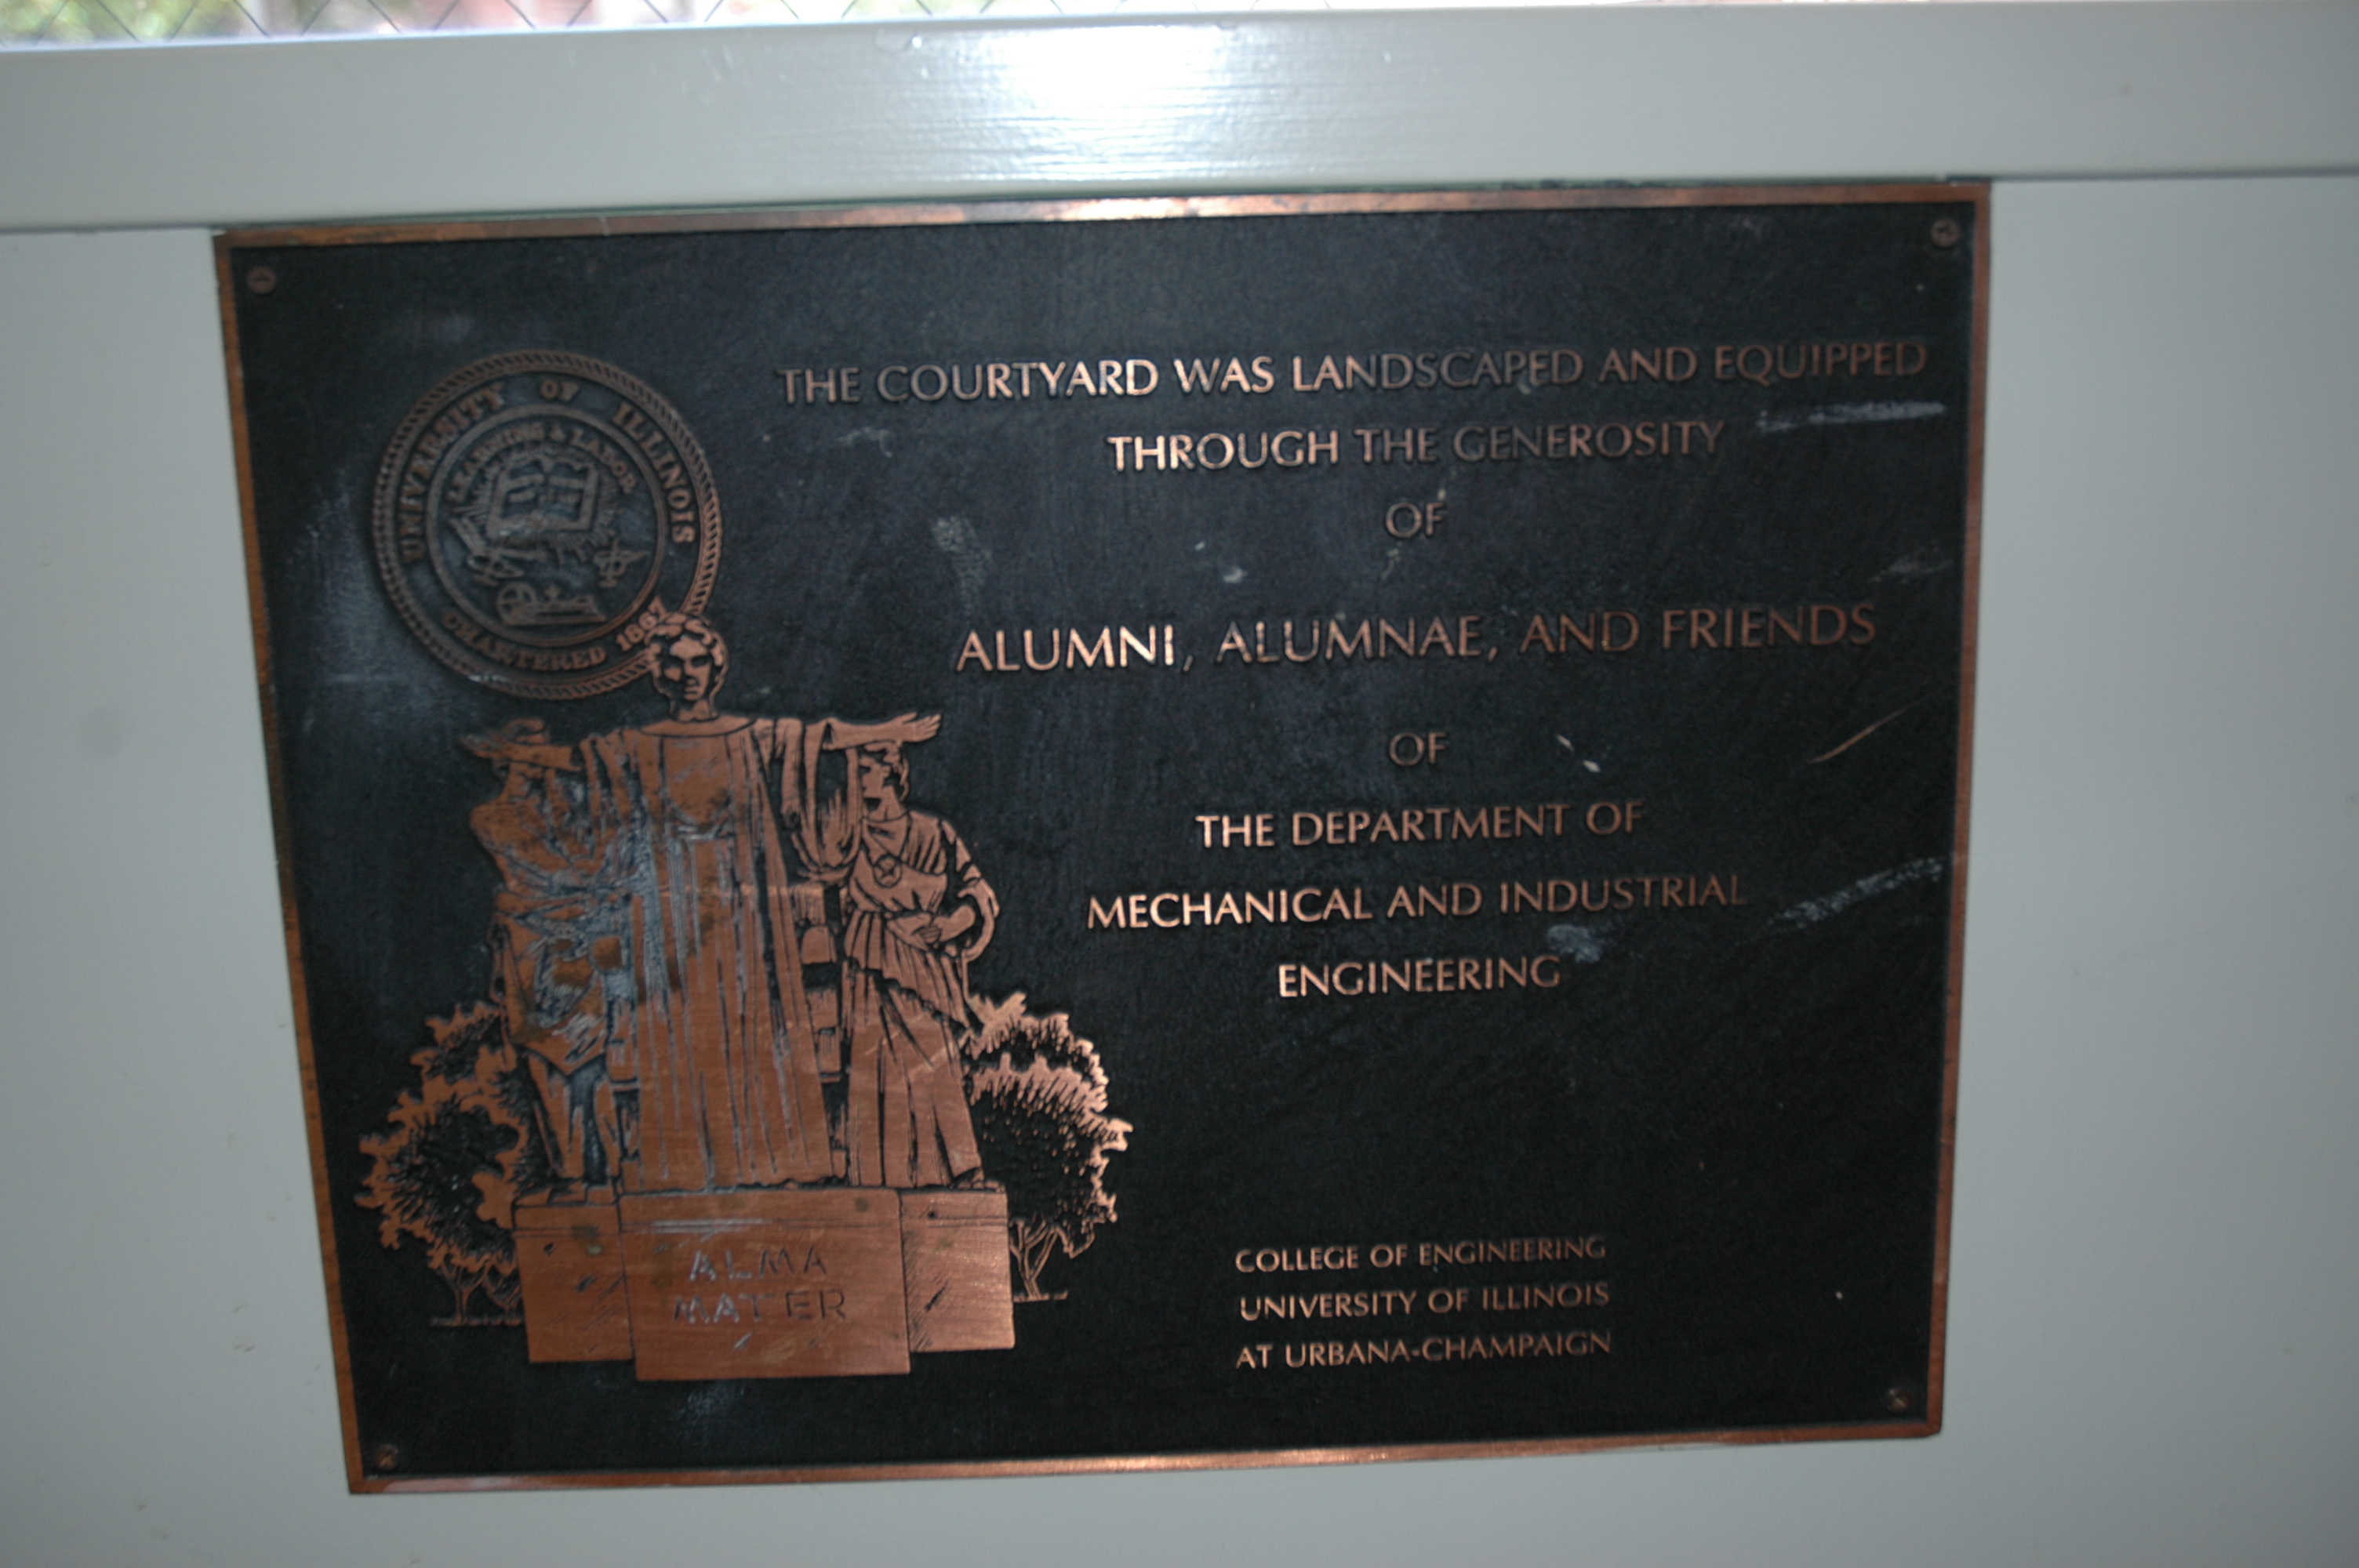 UNIVERSITY OF ILLINOIS
LEARNING & LABOR
CHARTERED 1867
THE COURTYARD WAS LANDSCAPED AND EQUIPPED
THROUGH THE GENEROSITY
OF
ALUMNI, ALUMNAE, AND FRIENDS
OF
THE DEPARTMENT OF
MECHANICAL AND INDUSTRIAL
ENGINEERING
ALMA
MATER
COLLEGE OF ENGINEERING
UNIVERSITY OF ILLINOIS
AT URBANA-CHAMPAIGN